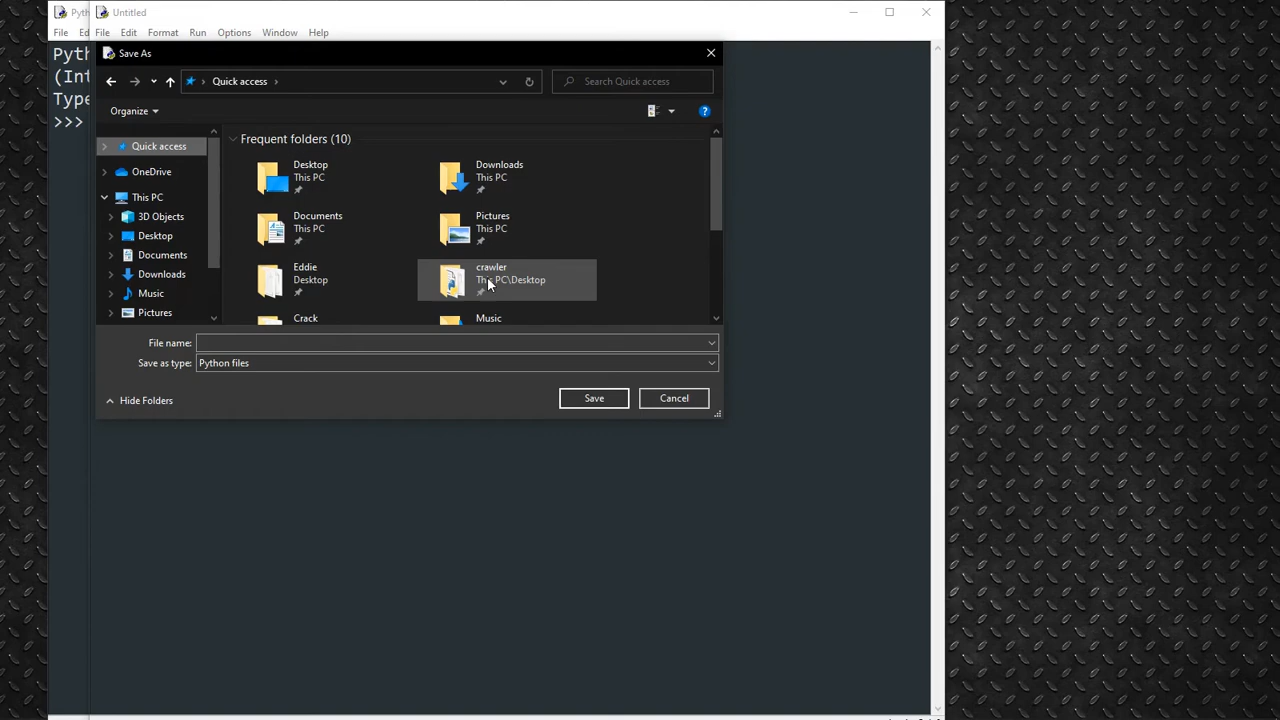 Pyth Untitled
File Ed File Edit Format Run Options Window Help
Pyth
(Int
Type
>>>
Save As
Quick access
Search Quick access
Organize
Quick access
OneDrive
This PC
3D Objects
Desktop
Documents
Downloads
Music
Pictures
Frequent folders (10)
Desktop
This PC
Downloads
This PC
Documents
This PC
Pictures
This PC
Eddie
Desktop
crawler
This PC\Desktop
Crack
Music
File name:
Save as type: Python files
Hide Folders
Save
Cancel